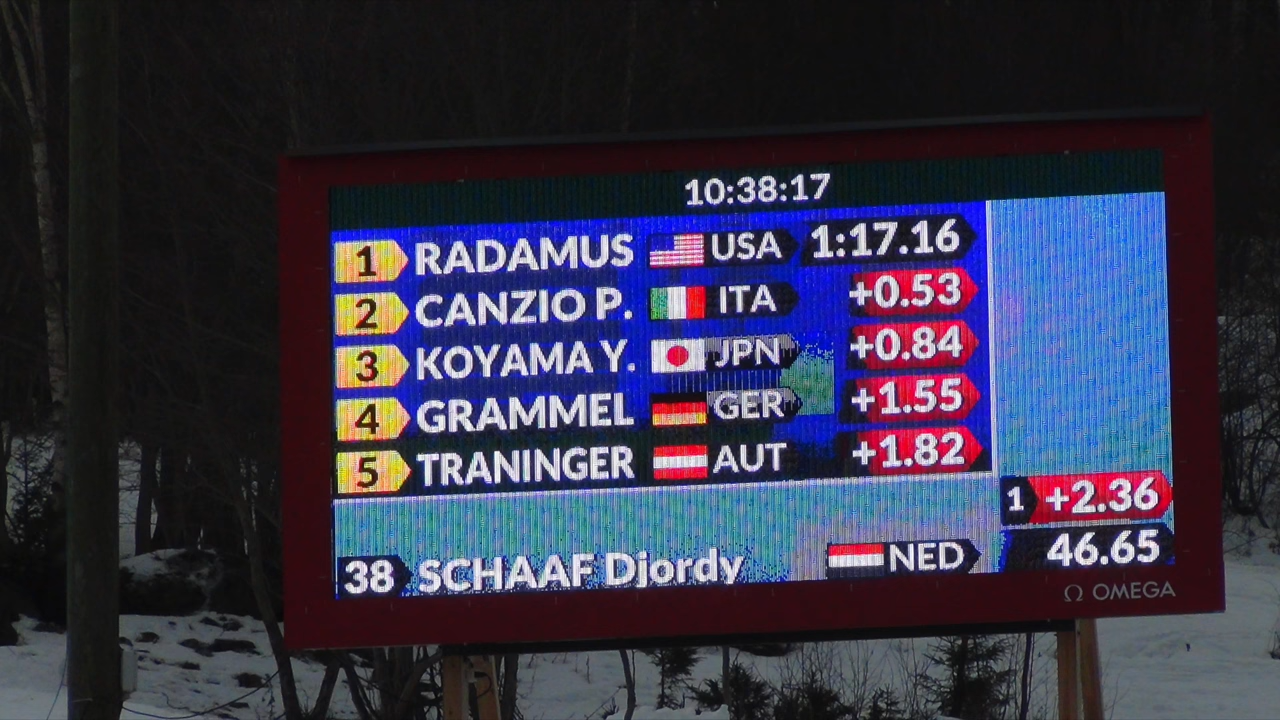 10:38:17
1 RADAMUS USA 1:17.16
2 CANZIO P. ITA +0.53
3 KOYAMA Y. JPN +0.84
4 GRAMMEL GER +1.55
5 TRANINGER AUT +1.82
1 +2.36
38 SCHAAF Djordy NED 46.65
Ω OMEGA